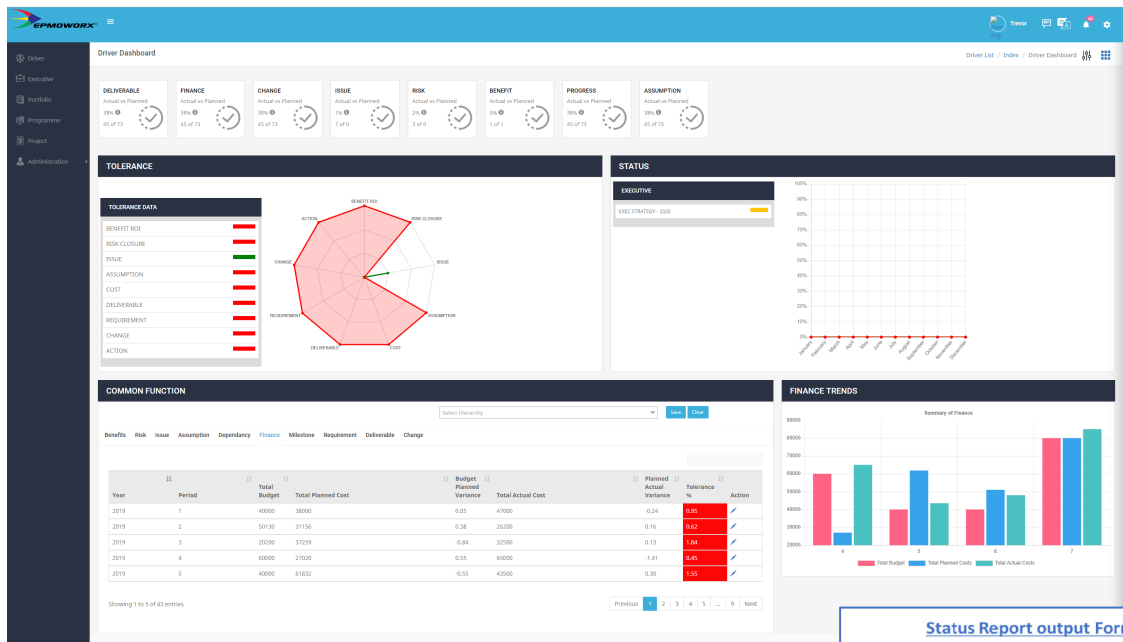 EPMOWORX
Trevor
48
img
Driver
Executive
Portfolio
Programme
Project
Administration
Driver Dashboard
Driver List / Index / Driver Dashboard
DELIVERABLE
Actual vs Planned
38%
45 of 73
FINANCE
Actual vs Planned
38%
45 of 73
CHANGE
Actual vs Planned
38%
45 of 73
ISSUE
Actual vs Planned
1%
7 of 0
RISK
Actual vs Planned
2%
3 of 0
BENEFIT
Actual vs Planned
0%
1 of 1
PROGRESS
Actual vs Planned
38%
45 of 73
ASSUMPTION
Actual vs Planned
38%
45 of 73
TOLERANCE
TOLERANCE DATA
BENEFIT ROI
RISK CLOSURE
ISSUE
ASSUMPTION
COST
DELIVERABLE
REQUIREMENT
CHANGE
ACTION
BENEFIT ROI
RISK CLOSURE
ISSUE
ASSUMPTION
COST
DELIVERABLE
REQUIREMENT
CHANGE
ACTION
STATUS
EXECUTIVE
EXEC STRATEGY - 2020
100%
90%
80%
70%
60%
50%
40%
30%
20%
10%
0%
January February March April May June July August September October November December
COMMON FUNCTION
Select Hierarchy
Save Clear
Benefits Risk Issue Assumption Dependancy Finance Milestone Requirement Deliverable Change
Year Period Total Budget Total Planned Cost Budget Planned Variance Total Actual Cost Planned Actual Variance Tolerance % Action
2019 1 40000 38000 0.05 47000 -0.24 0.95
2019 2 50130 31156 0.38 26200 0.16 0.62
2019 3 20200 37259 -0.84 32500 0.13 1.84
2019 4 60000 27020 0.55 65000 -1.41 0.45
2019 5 40000 61832 -0.55 43500 0.30 1.55
Showing 1 to 5 of 43 entries
Previous 1 2 3 4 5 ... 9 Next
FINANCE TRENDS
Summary of Finance
90000
80000
70000
60000
50000
40000
30000
20000
4 5 6 7
Total Budget Total Planned Costs Total Actual Costs
Status Report output For